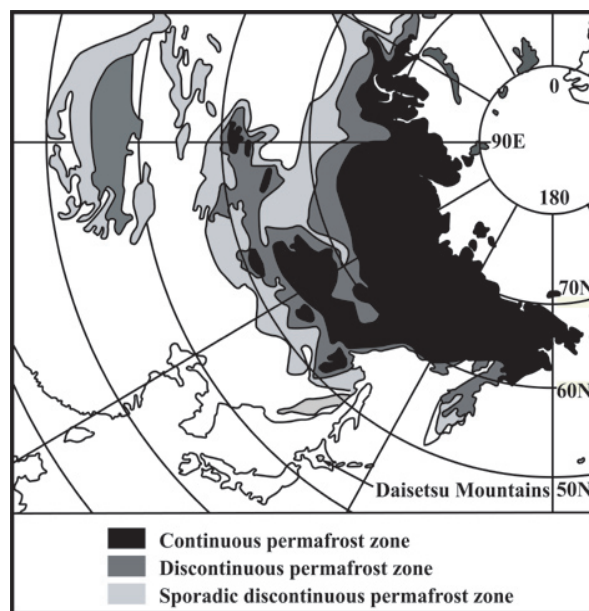 0
90E
180
70N
60N
Daisetsu Mountains 50N
Continuous permafrost zone
Discontinuous permafrost zone
Sporadic discontinuous permafrost zone